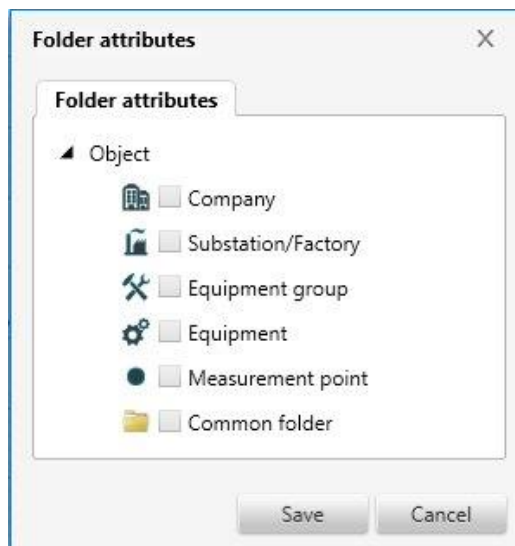 Folder attributes
Folder attributes
Object
Company
Substation/Factory
Equipment group
Equipment
Measurement point
Common folder
Save Cancel